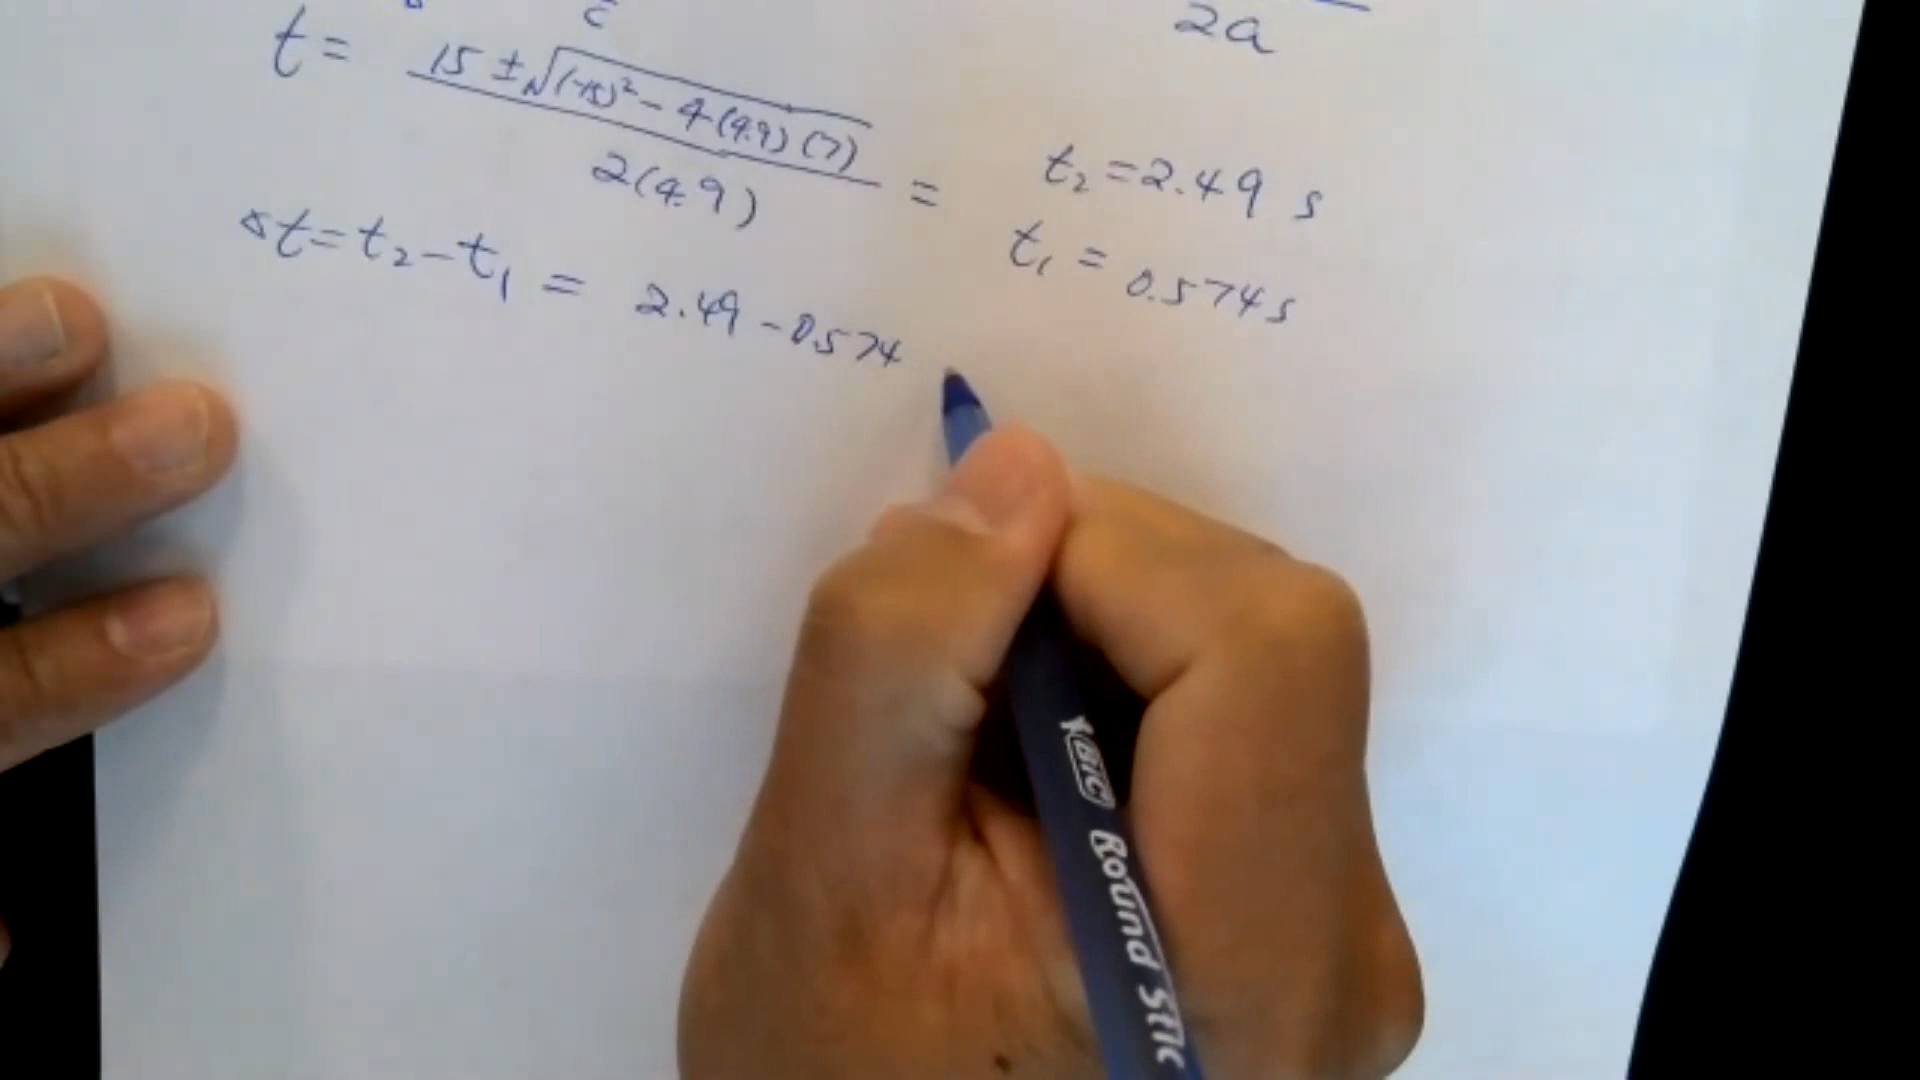 c
2a
t = 15 ± √(-15)² - 4(4.9)(7)
2(4.9)
=
t₂ = 2.49 s
t₁ = 0.574 s
Δt = t₂ - t₁ = 2.49 - 0.574
BIC Round Stic